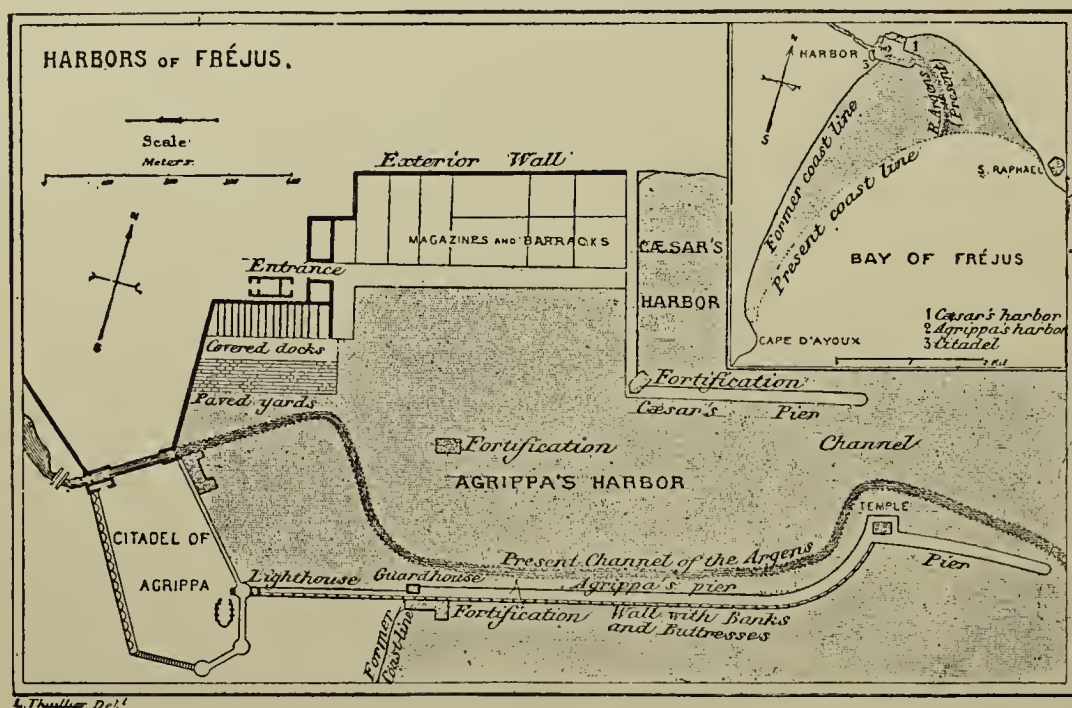 HARBORS OF FRÉJUS.
Scale
Meters.
N
S
Exterior Wall
MAGAZINES AND BARRACKS
CÆSAR'S
HARBOR
Entrance
Covered docks
Paved yards
Fortification
Cæsar's Pier
Channel
Fortification
AGRIPPA'S HARBOR
TEMPLE
CITADEL OF
AGRIPPA
Present Channel of the Argens
Pier
Lighthouse
Guardhouse
Agrippa's pier
Fortification
Wall with Banks
and Buttresses
Former
Coast-line
N
HARBOR
1
2
3
S
R. Argens
(Present)
Former coast line
Present coast line
S. RAPHAEL
BAY OF FRÉJUS
1 Cæsar's harbor
2 Agrippa's harbor
3 Citadel
CAPE D'AYOUX
L. Thuillier Del.t